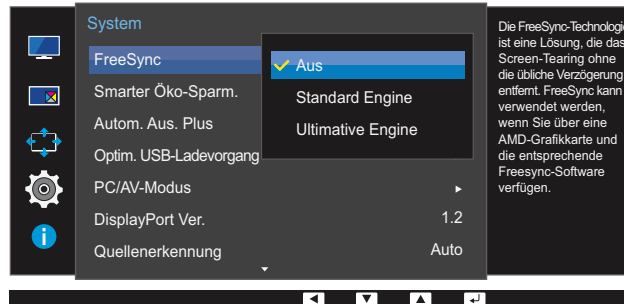 System
FreeSync
Smarter Öko-Sparm.
Autom. Aus. Plus
Optim. USB-Ladevorgang
PC/AV-Modus
DisplayPort Ver. 1.2
Quellenerkennung Auto
Aus
Standard Engine
Ultimative Engine
Die FreeSync-Technologie
ist eine Lösung, die das
Screen-Tearing ohne
die übliche Verzögerung
entfernt. FreeSync kann
verwendet werden,
wenn Sie über eine
AMD-Grafikkarte und
die entsprechende
Freesync-Software
verfügen.